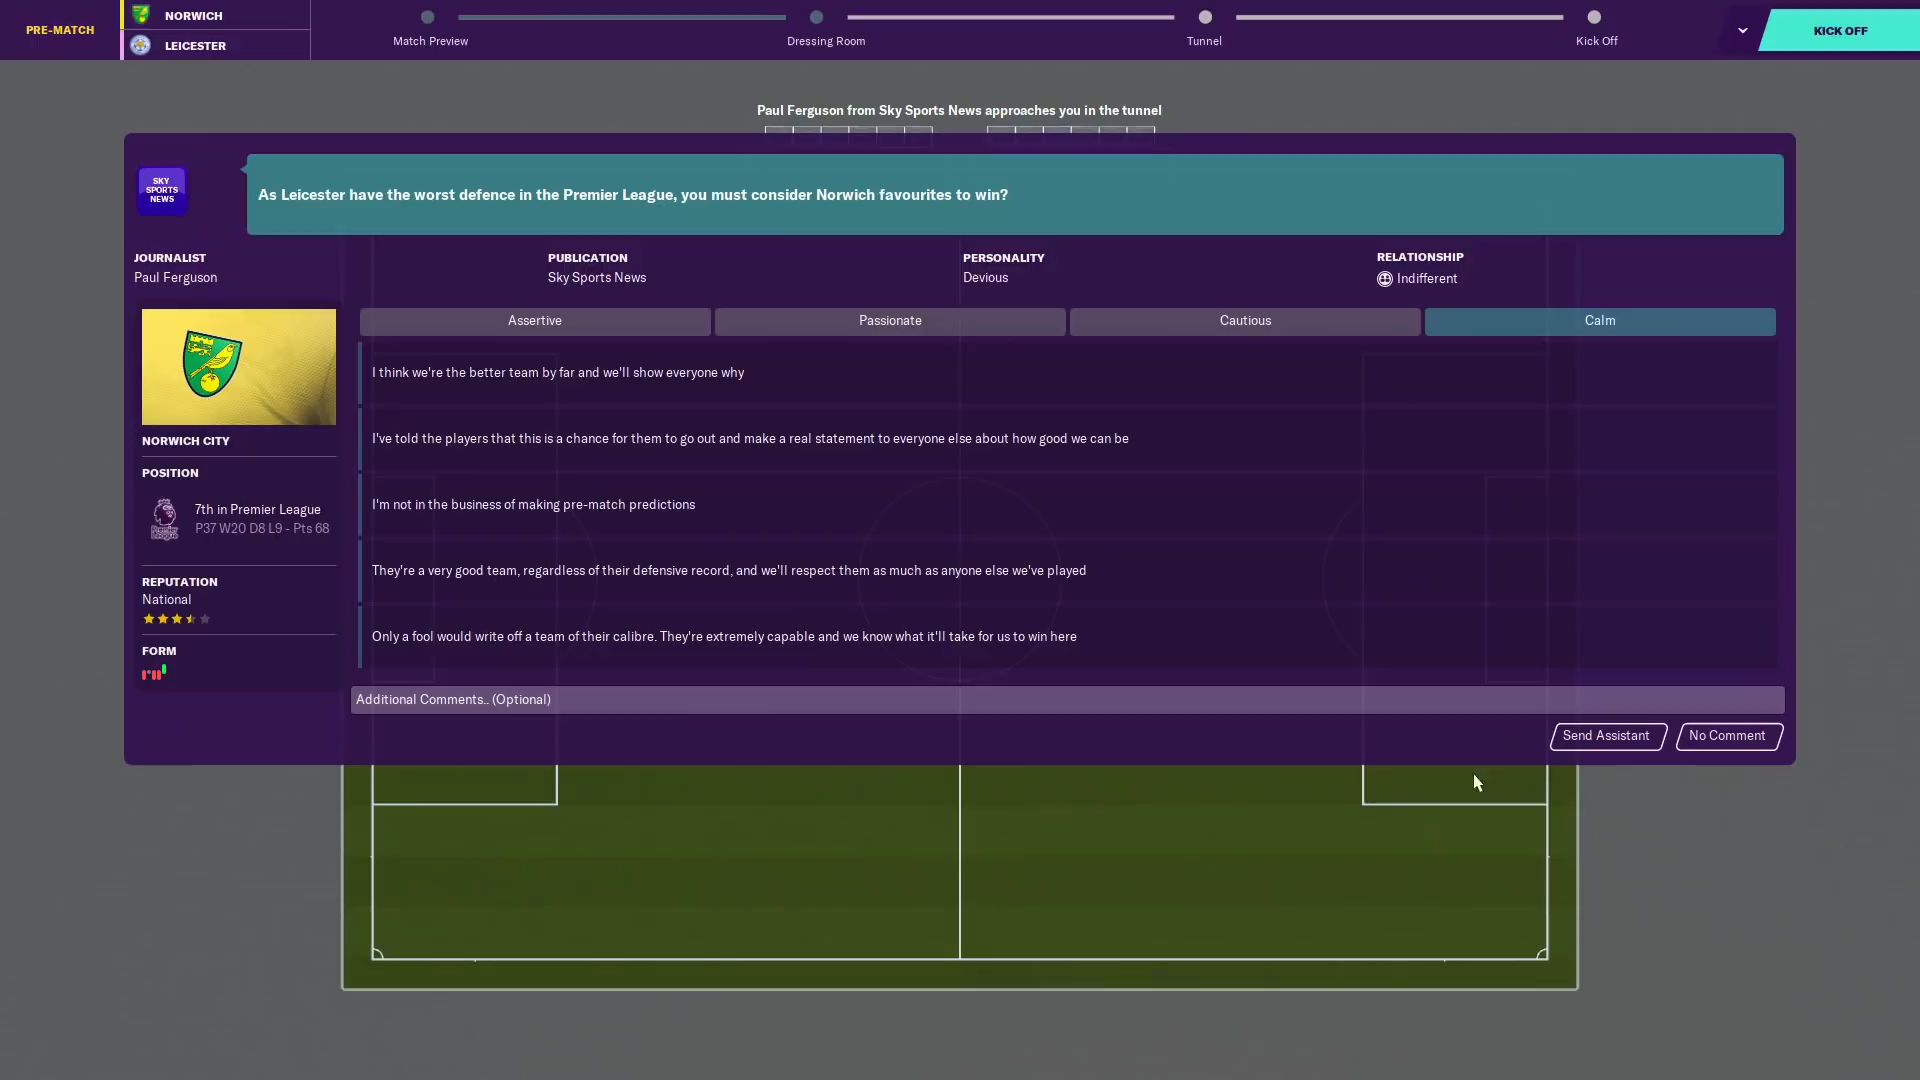 PRE-MATCH
NORWICH
LEICESTER
Match Preview
Dressing Room
Tunnel
Kick Off
KICK OFF
Paul Ferguson from Sky Sports News approaches you in the tunnel
SKY
SPORTS
NEWS
As Leicester have the worst defence in the Premier League, you must consider Norwich favourites to win?
JOURNALIST
Paul Ferguson
PUBLICATION
Sky Sports News
PERSONALITY
Devious
RELATIONSHIP
Indifferent
Assertive
Passionate
Cautious
Calm
I think we're the better team by far and we'll show everyone why
I've told the players that this is a chance for them to go out and make a real statement to everyone else about how good we can be
I'm not in the business of making pre-match predictions
They're a very good team, regardless of their defensive record, and we'll respect them as much as anyone else we've played
Only a fool would write off a team of their calibre. They're extremely capable and we know what it'll take for us to win here
NORWICH CITY
POSITION
Premier League
7th in Premier League
P37 W20 D8 L9 - Pts 68
REPUTATION
National
FORM
Additional Comments.. (Optional)
Send Assistant
No Comment